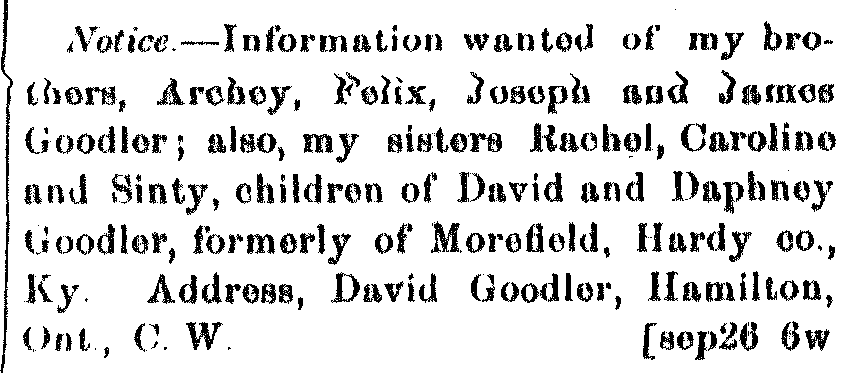 Notice.—Information wanted of my bro-
thers, Archey, Felix, Joseph and James
Goodler; also, my sisters Rachel, Caroline
and Sinty, children of David and Daphney
Goodler, formerly of Morefield, Hardy co.,
Ky. Address, David Goodler, Hamilton,
Ont., C. W. [sep26 6w